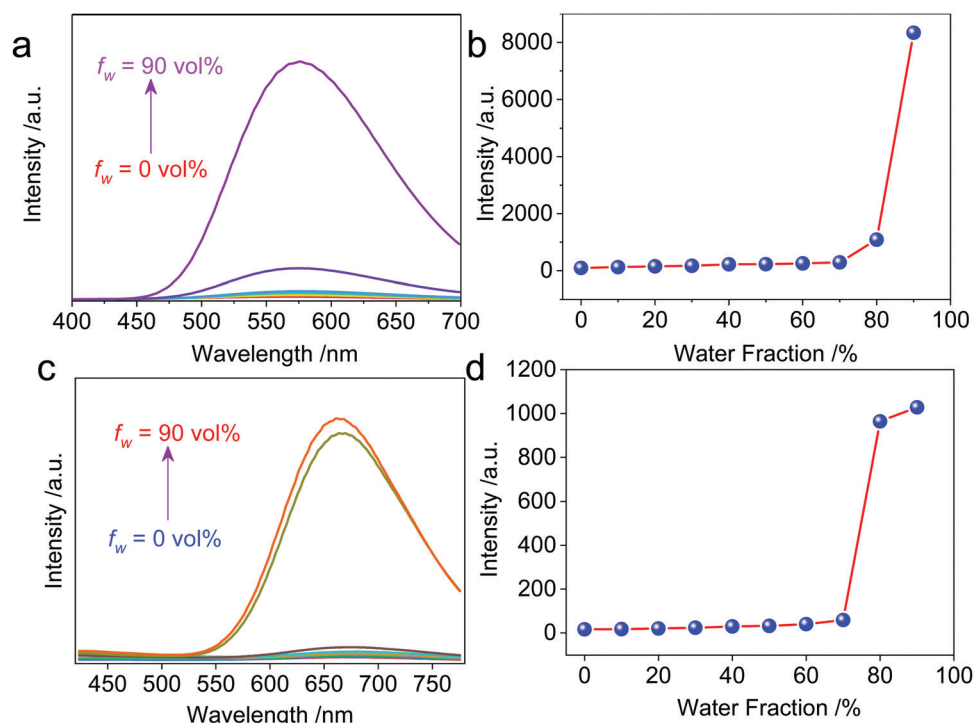 a
f_w = 90 vol%
f_w = 0 vol%
Intensity /a.u.
400 450 500 550 600 650 700
Wavelength /nm
b
8000
6000
4000
2000
0
Intensity /a.u.
0 20 40 60 80 100
Water Fraction /%
c
f_w = 90 vol%
f_w = 0 vol%
Intensity /a.u.
450 500 550 600 650 700 750
Wavelength /nm
d
1200
1000
800
600
400
200
0
Intensity /a.u.
0 20 40 60 80 100
Water Fraction /%